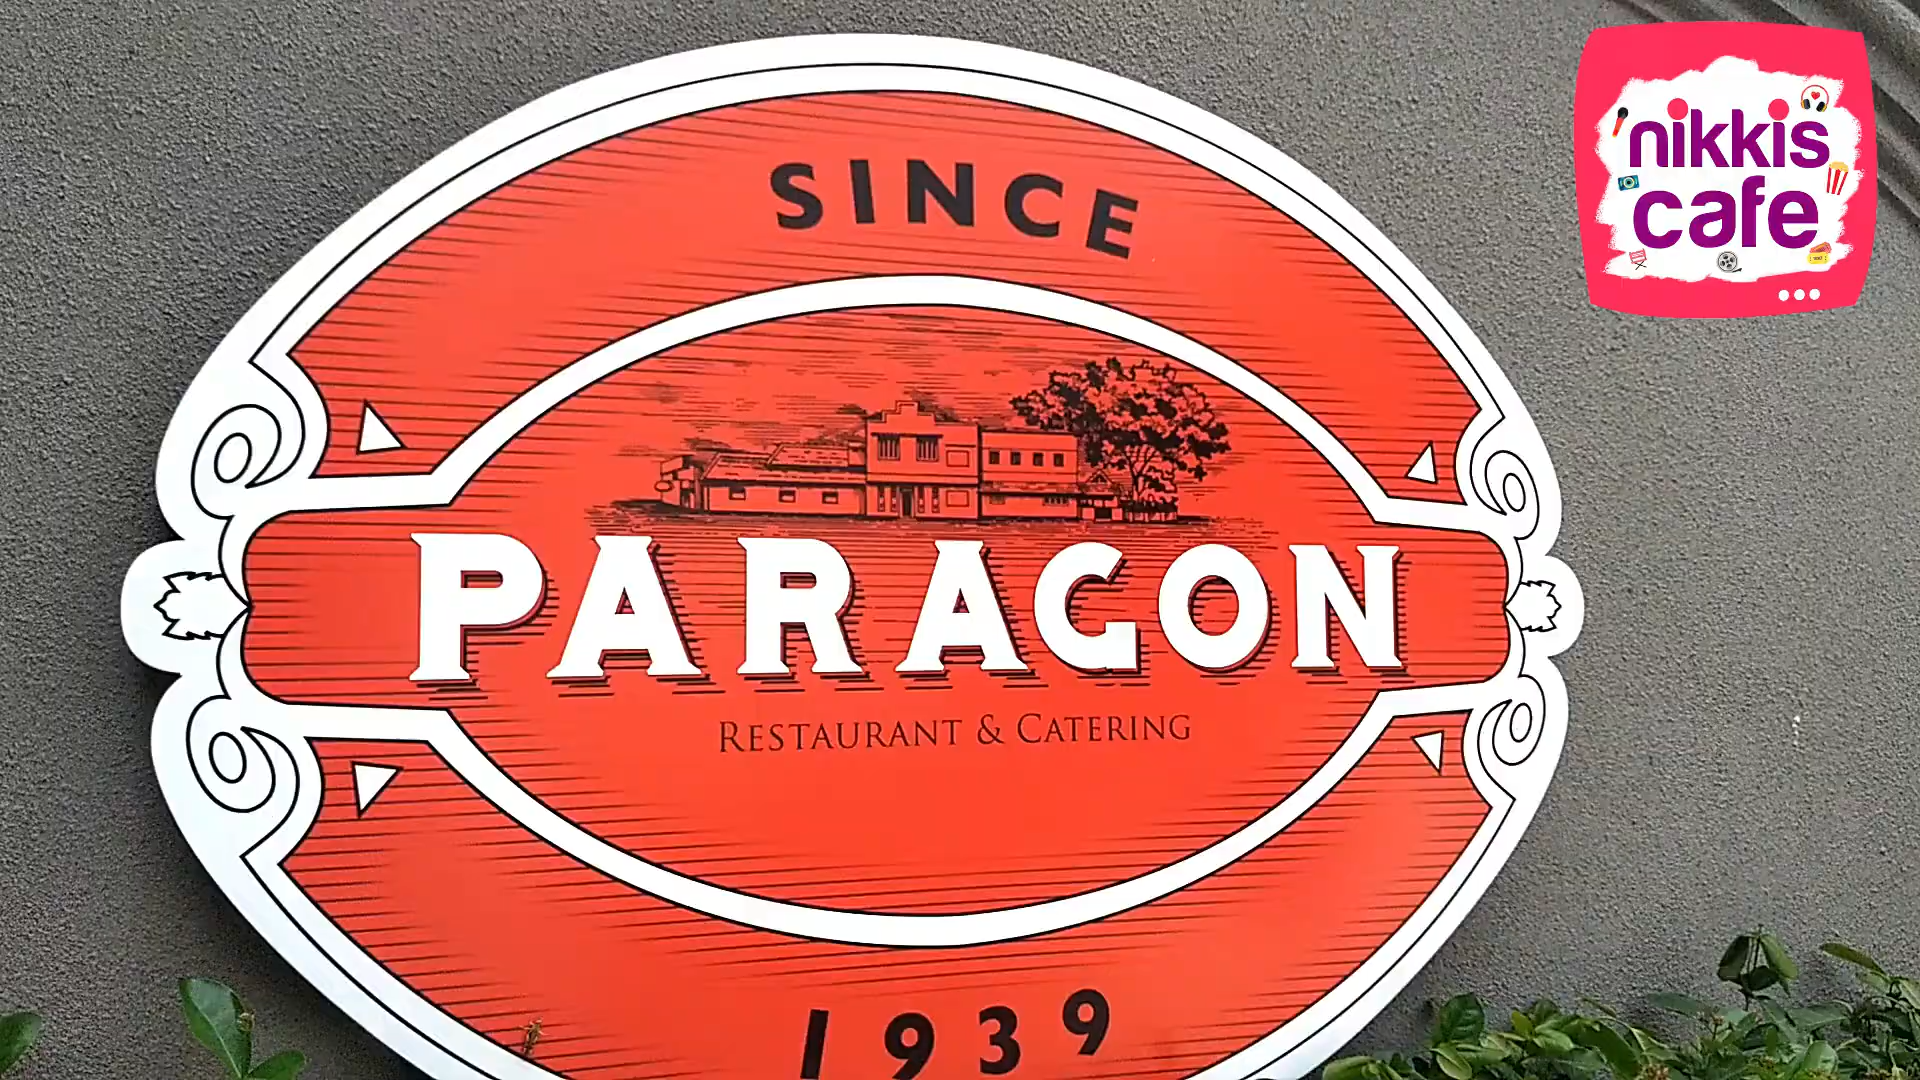 SINCE
PARAGON
RESTAURANT & CATERING
1939
nikkis
cafe